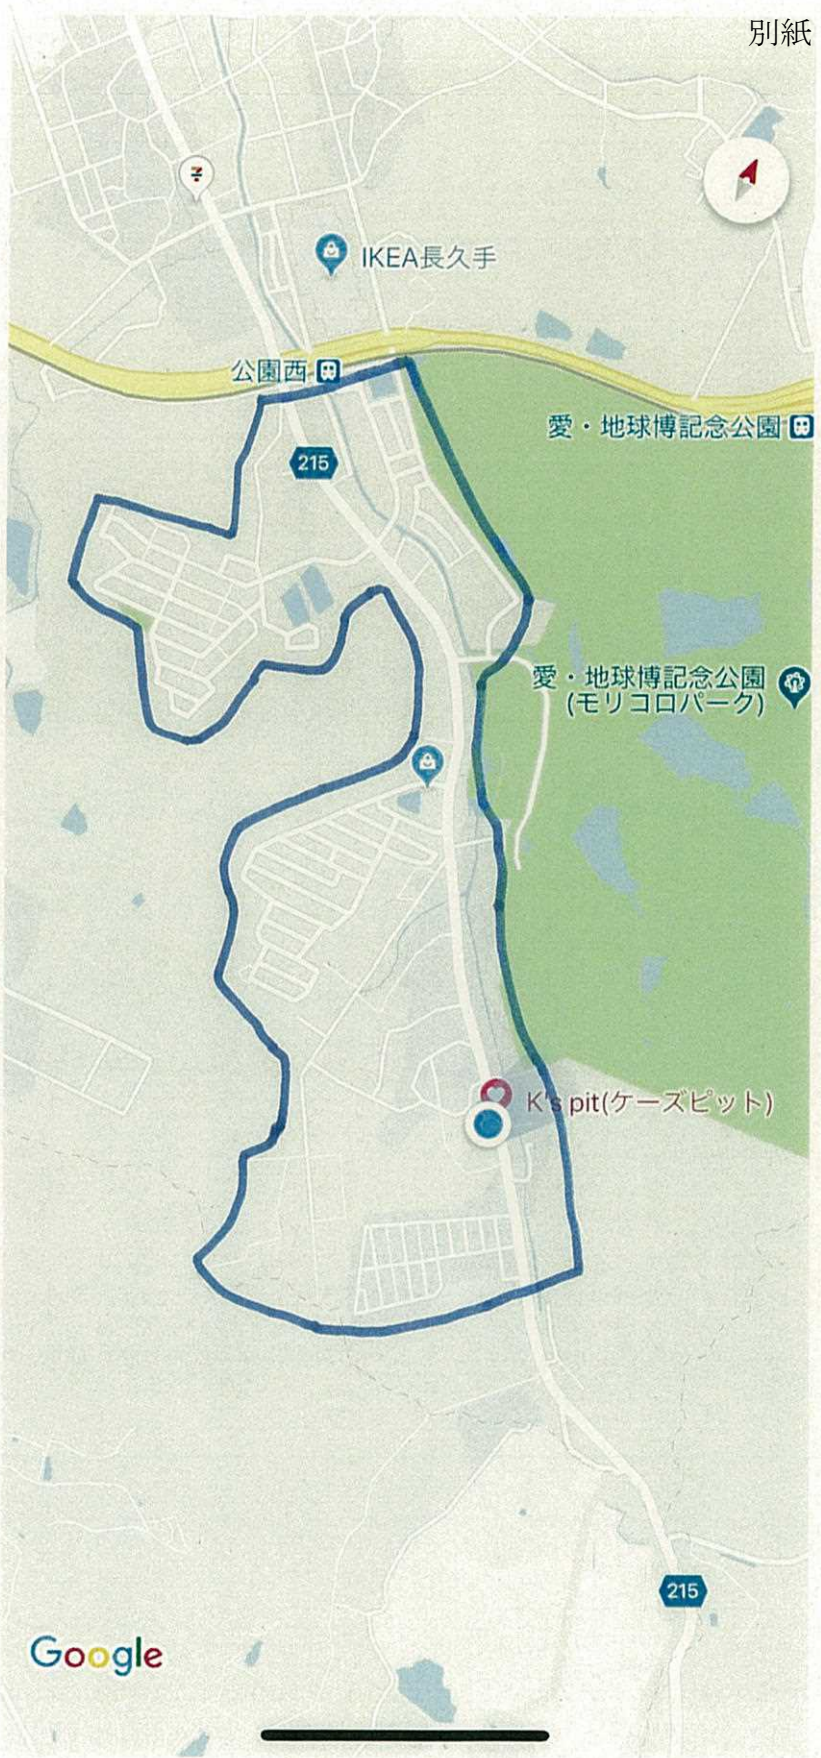 別紙
IKEA長久手
公園西
愛・地球博記念公園
215
愛・地球博記念公園
(モリコロパーク)
K's pit(ケーズピット)
215
Google